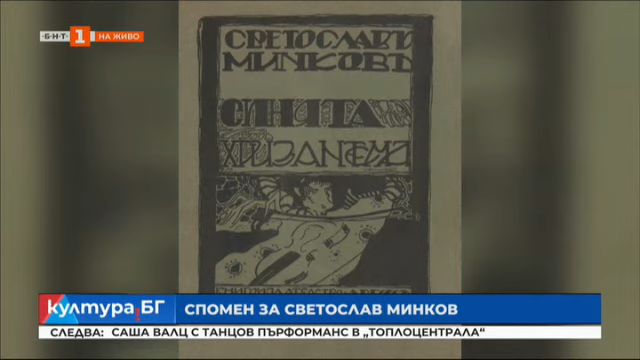 БНТ 1 НА ЖИВО
СВЕТОСЛАВЪ
МИНКОВЪ
СИНЯТА
ХРИЗАНТЕМА
култура.БГ
СПОМЕН ЗА СВЕТОСЛАВ МИНКОВ
СЛЕДВА: САША ВАЛЦ С ТАНЦОВ ПЪРФОРМАНС В „ТОПЛОЦЕНТРАЛА“